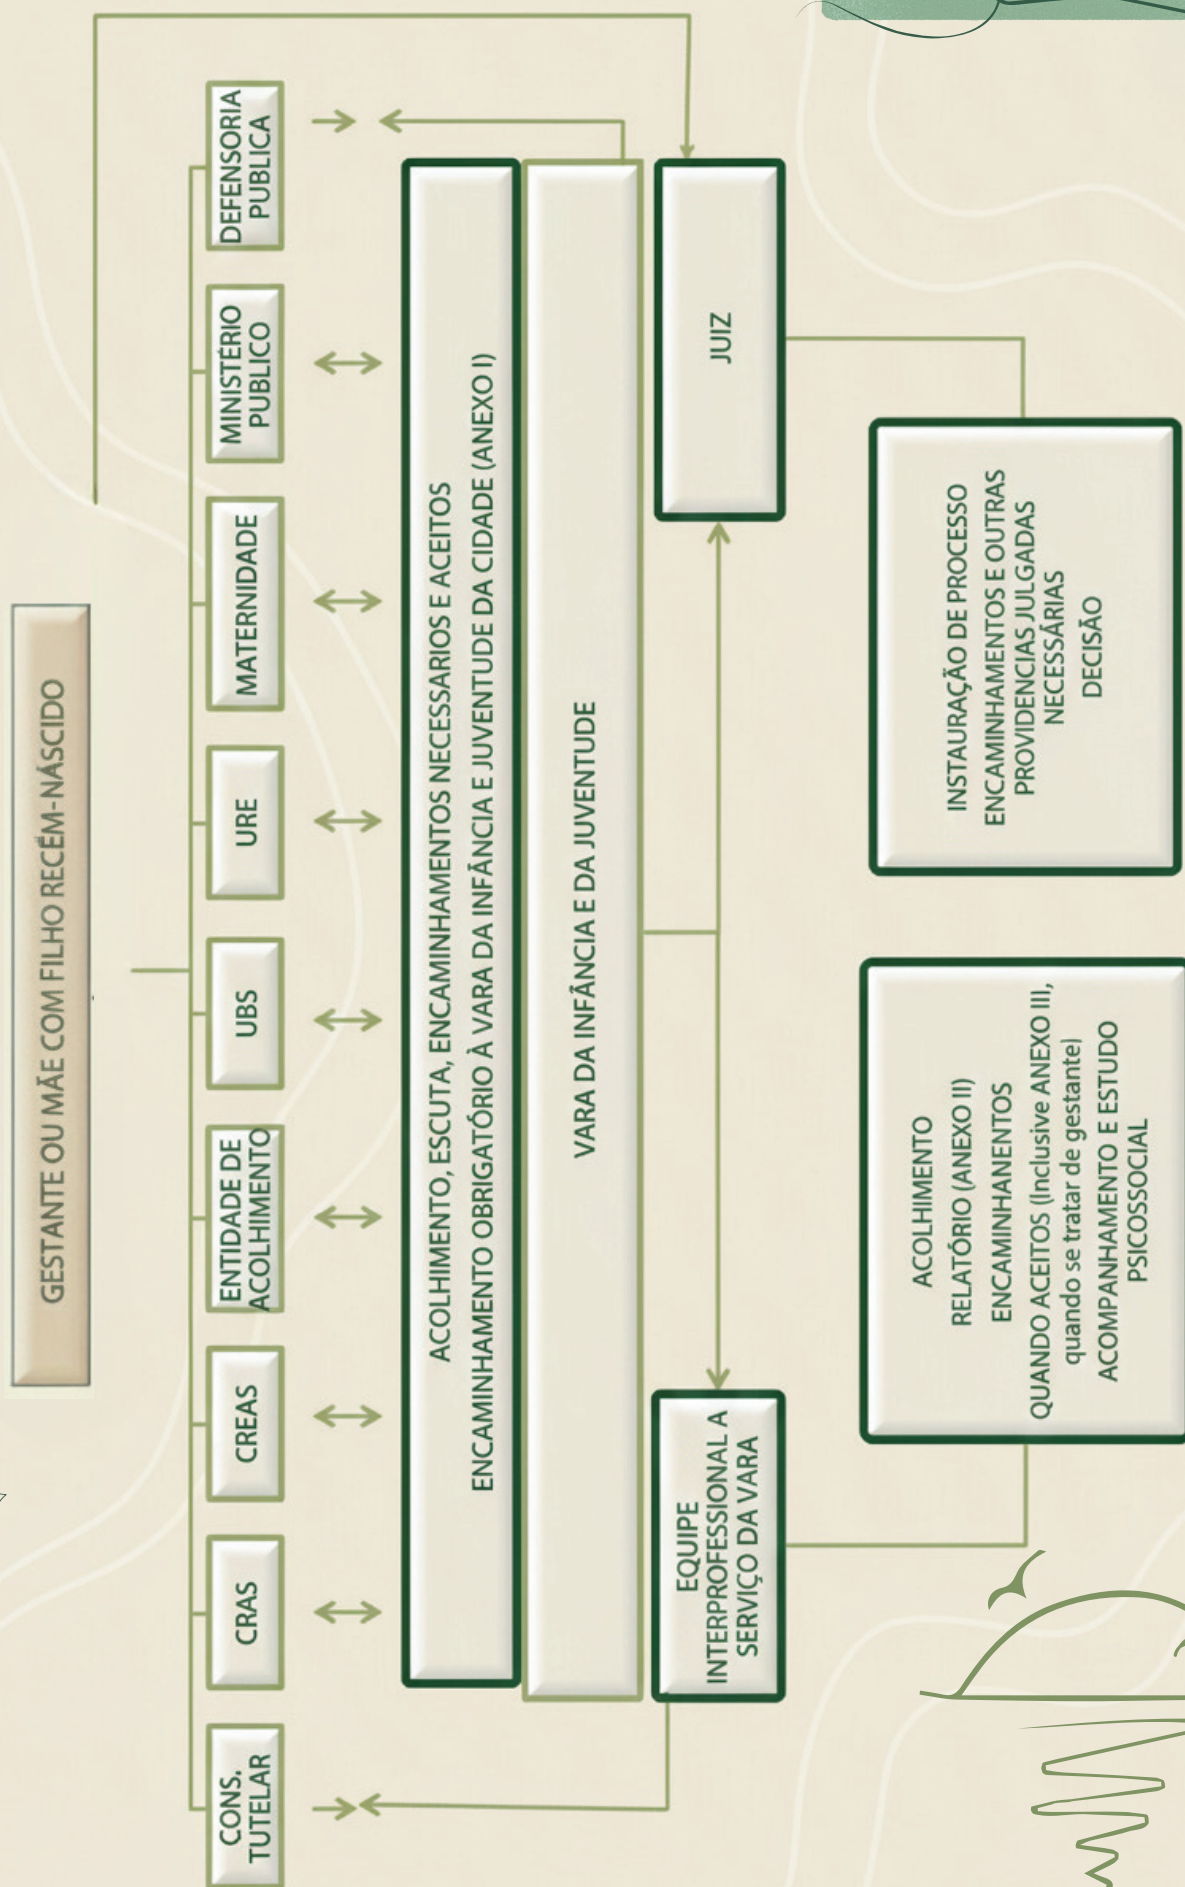 GESTANTE OU MÃE COM FILHO RECÉM-NÁSCIDO
CONS.
TUTELAR
CRAS
CREAS
ENTIDADE DE
ACOLHIMENTO
UBS
URE
MATERNIDADE
MINISTÉRIO
PUBLICO
DEFENSORIA
PUBLICA
ACOLHIMENTO, ESCUTA, ENCAMINHAMENTOS NECESSARIOS E ACEITOS
ENCAMINHAMENTO OBRIGATÓRIO À VARA DA INFÂNCIA E JUVENTUDE DA CIDADE (ANEXO I)
VARA DA INFÂNCIA E DA JUVENTUDE
EQUIPE
INTERPROFESSIONAL A
SERVIÇO DA VARA
JUIZ
ACOLHIMENTO
RELATÓRIO (ANEXO II)
ENCAMINHANENTOS
QUANDO ACEITOS (Inclusive ANEXO III,
quando se tratar de gestante)
ACOMPANHAMENTO E ESTUDO
PSICOSSOCIAL
INSTAURAÇÃO DE PROCESSO
ENCAMINHAMENTOS E OUTRAS
PROVIDENCIAS JULGADAS
NECESSÁRIAS
DECISÃO